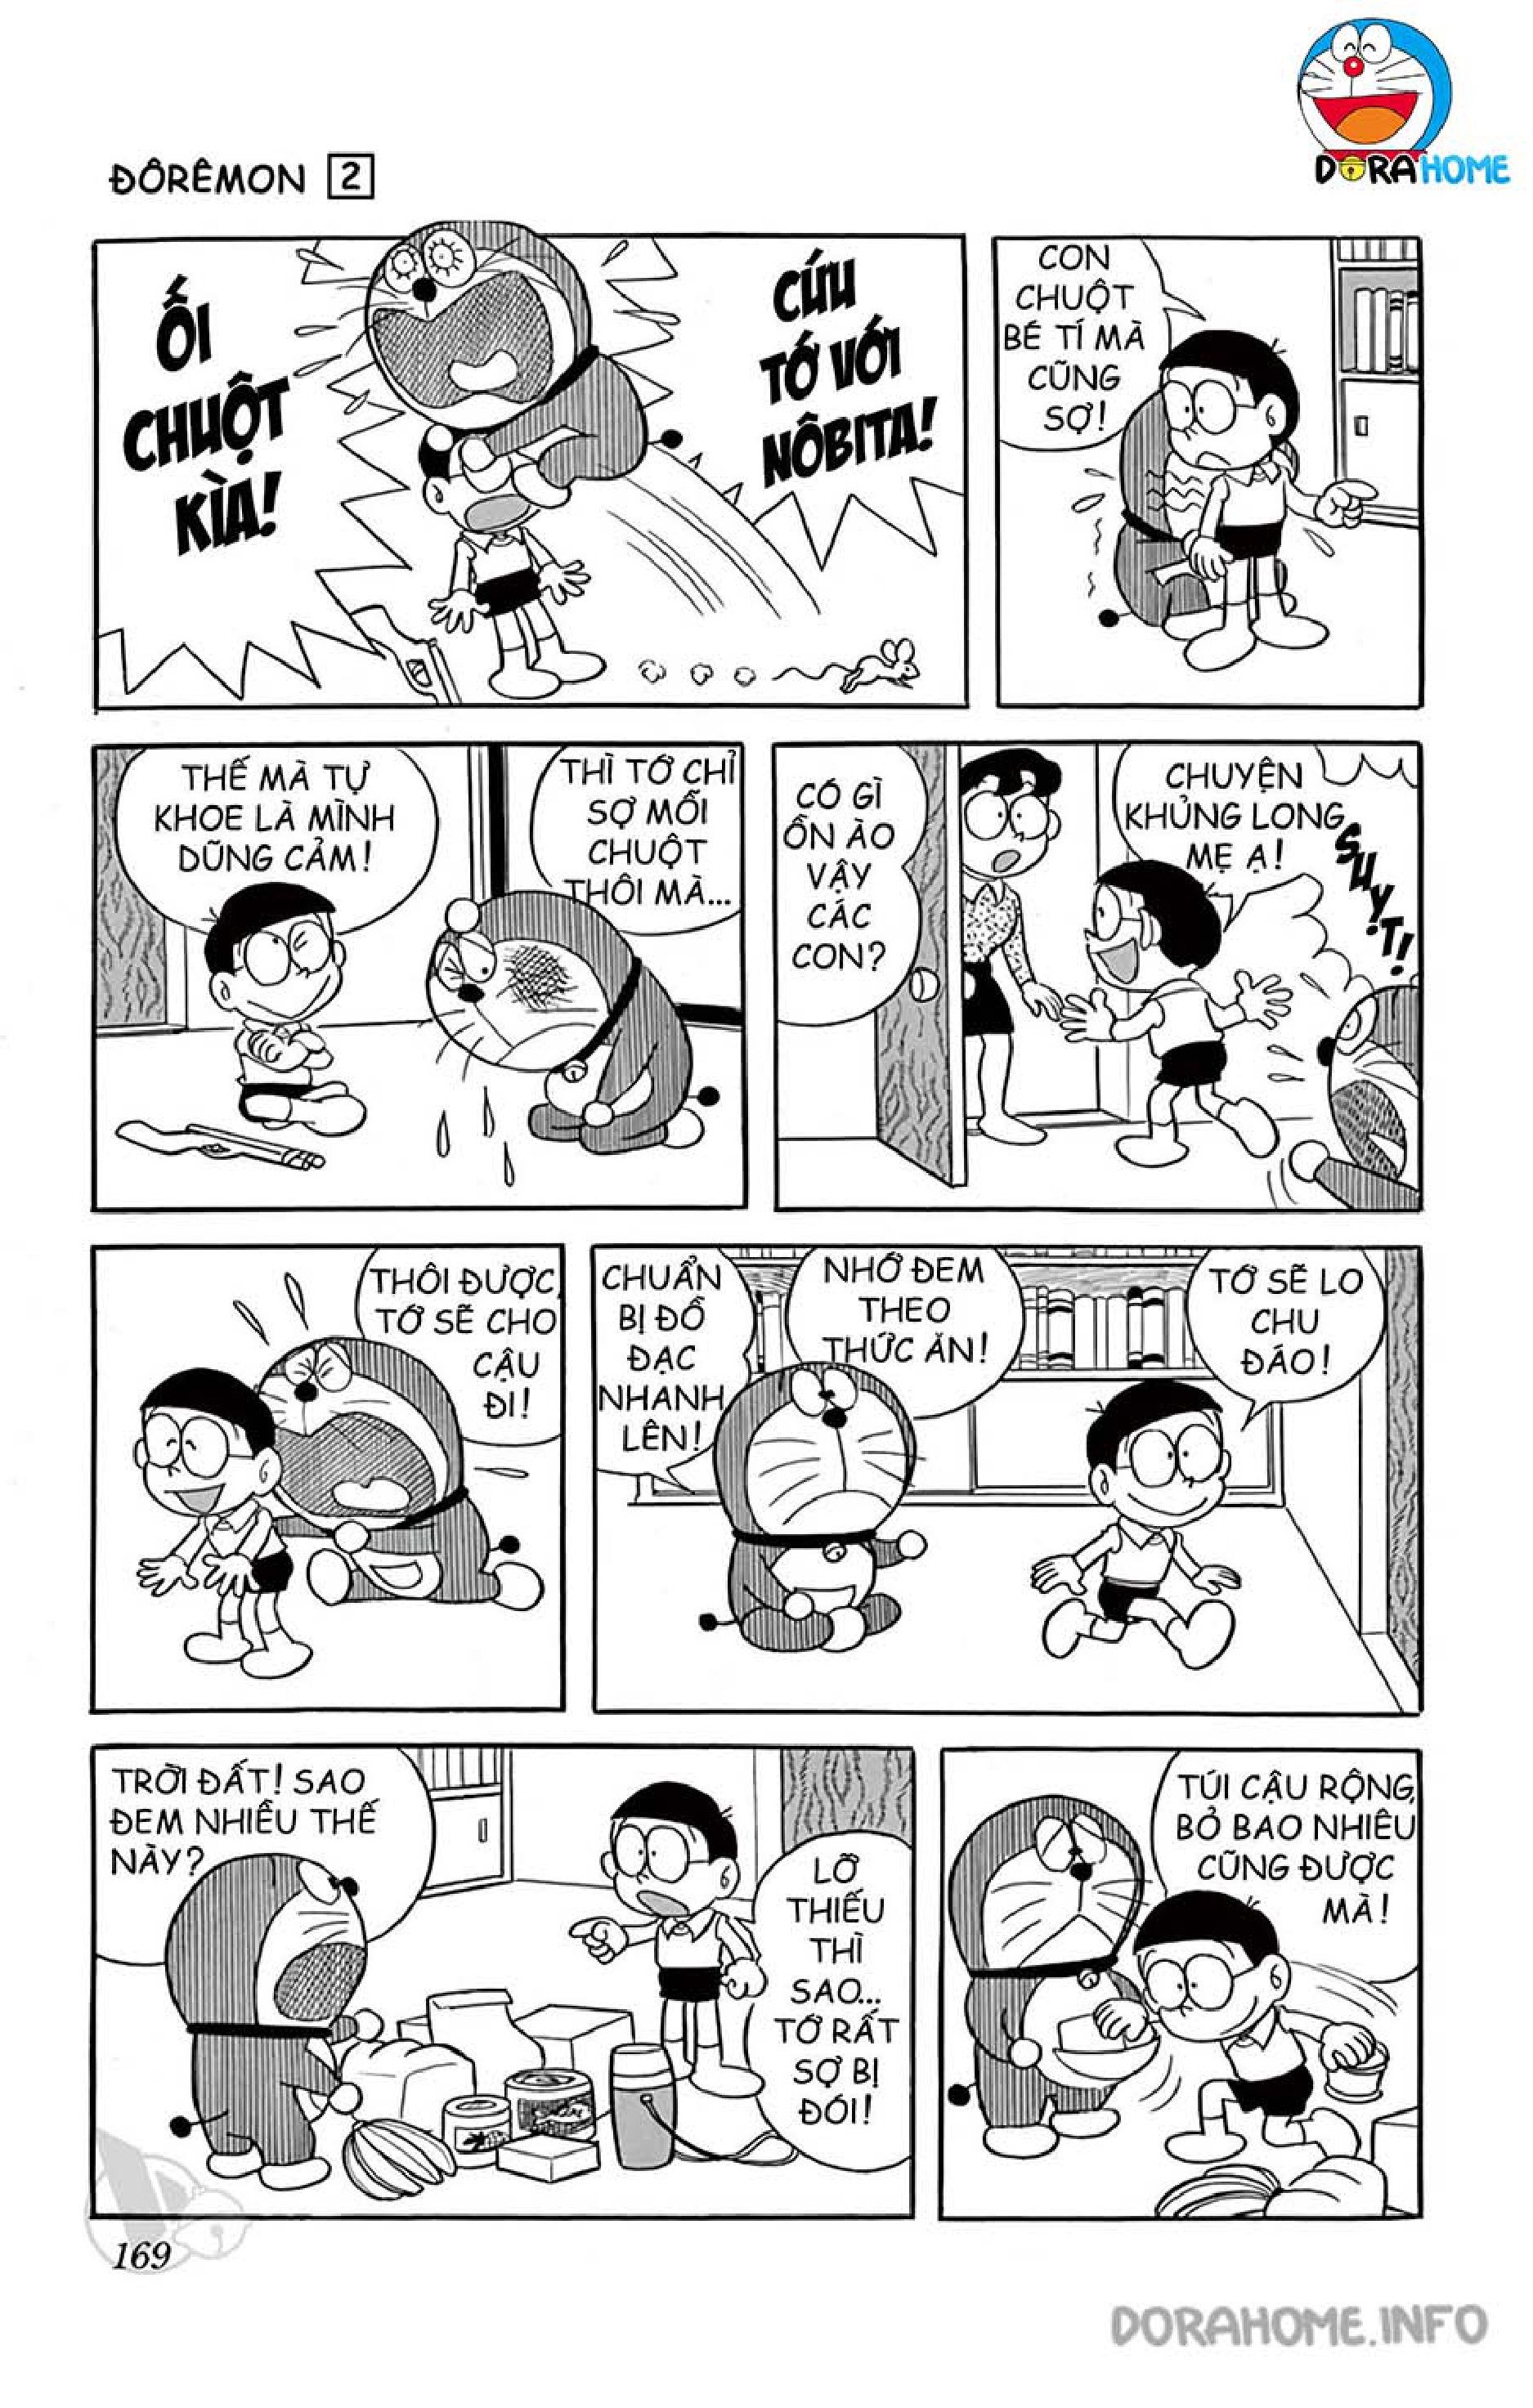 DORAHOME
ĐÔRÊMON 2
ỐI
CHUỘT
KÌA!
CỨU
TỚ VỚI
NÔBITA!
CON
CHUỘT
BÉ TÍ MÀ
CŨNG
SỢ!
THẾ MÀ TỰ
KHOE LÀ MÌNH
DŨNG CẢM!
THÌ TỚ CHỈ
SỢ MỖI
CHUỘT
THÔI MÀ...
CÓ GÌ
ỒN ÀO
VẬY
CÁC
CON?
CHUYỆN
KHỦNG LONG
MẸ Ạ!
SUỴT!
THÔI ĐƯỢC,
TỚ SẼ CHO
CẬU
ĐI!
CHUẨN
BỊ ĐỒ
ĐẠC
NHANH
LÊN!
NHỚ ĐEM
THEO
THỨC ĂN!
TỚ SẼ LO
CHU
ĐÁO!
TRỜI ĐẤT! SAO
ĐEM NHIỀU THẾ
NÀY?
LỠ
THIẾU
THÌ
SAO...
TỚ RẤT
SỢ BỊ
ĐÓI!
TÚI CẬU RỘNG,
BỎ BAO NHIÊU
CŨNG ĐƯỢC
MÀ!
169
DORAHOME.INFO